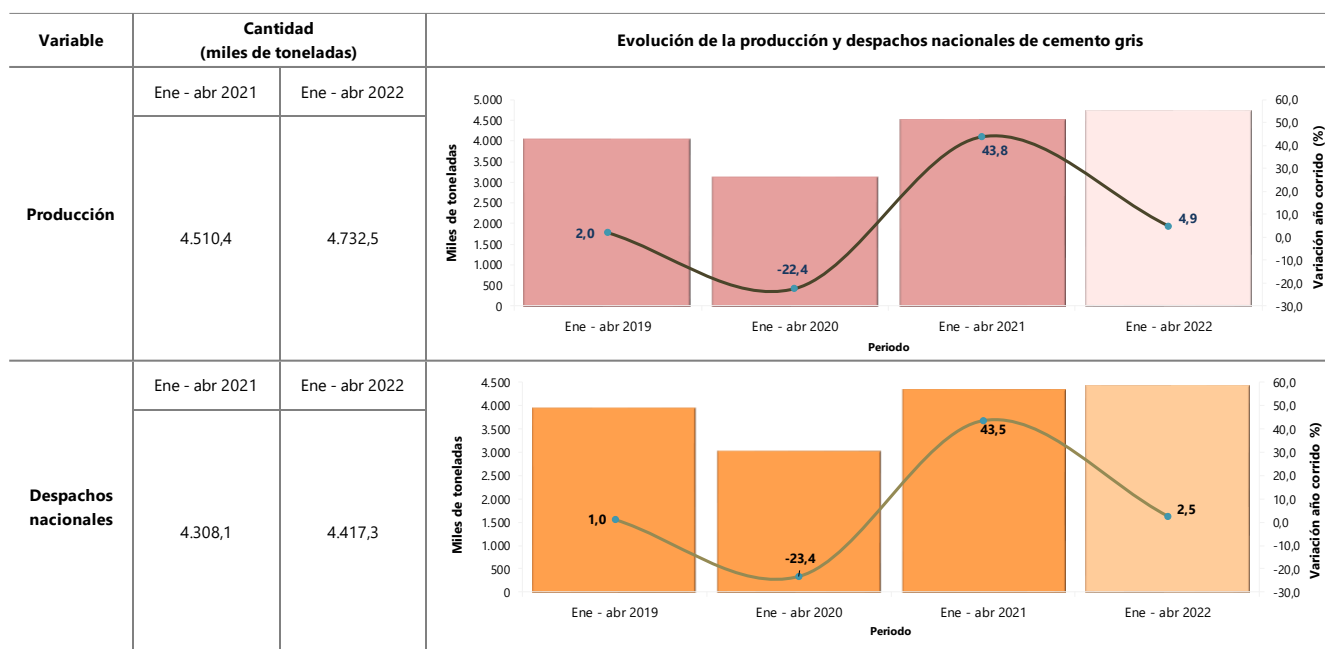 Variable
Cantidad
(miles de toneladas)
Evolución de la producción y despachos nacionales de cemento gris
Producción
Ene - abr 2021
Ene - abr 2022
4.510,4
4.732,5
Miles de toneladas
5.000
4.500
4.000
3.500
3.000
2.500
2.000
1.500
1.000
500
0
2,0
-22,4
43,8
4,9
60,0
50,0
40,0
30,0
20,0
10,0
0,0
-10,0
-20,0
-30,0
Variación año corrido (%)
Ene - abr 2019
Ene - abr 2020
Ene - abr 2021
Ene - abr 2022
Periodo
Despachos
nacionales
Ene - abr 2021
Ene - abr 2022
4.308,1
4.417,3
Miles de toneladas
4.500
4.000
3.500
3.000
2.500
2.000
1.500
1.000
500
0
1,0
-23,4
43,5
2,5
60,0
50,0
40,0
30,0
20,0
10,0
0,0
-10,0
-20,0
-30,0
Variación año corrido %)
Ene - abr 2019
Ene - abr 2020
Ene - abr 2021
Ene - abr 2022
Periodo